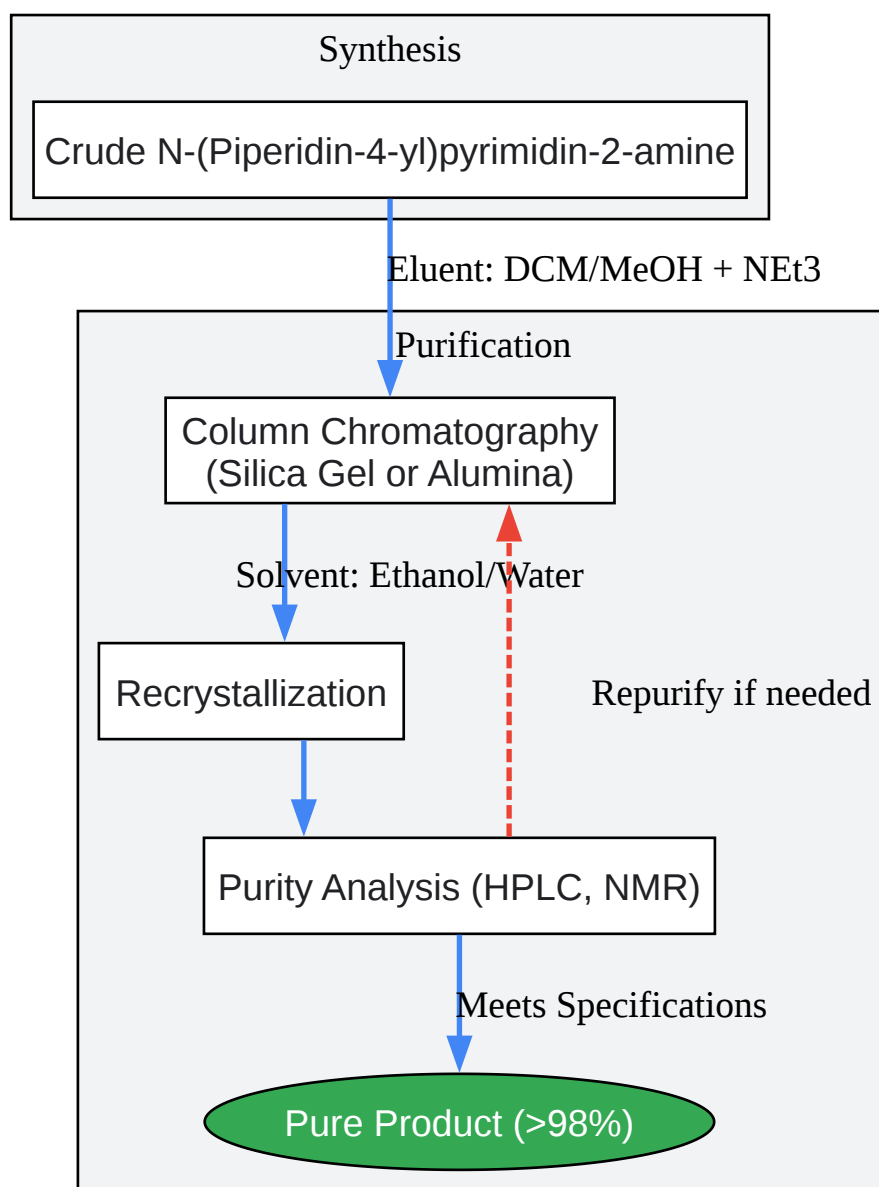 Synthesis
Crude N-(Piperidin-4-yl)pyrimidin-2-amine
Eluent: DCM/MeOH + NEt3
Purification
Column Chromatography
(Silica Gel or Alumina)
Solvent: Ethanol/Water
Recrystallization
Repurify if needed
Purity Analysis (HPLC, NMR)
Meets Specifications
Pure Product (>98%)